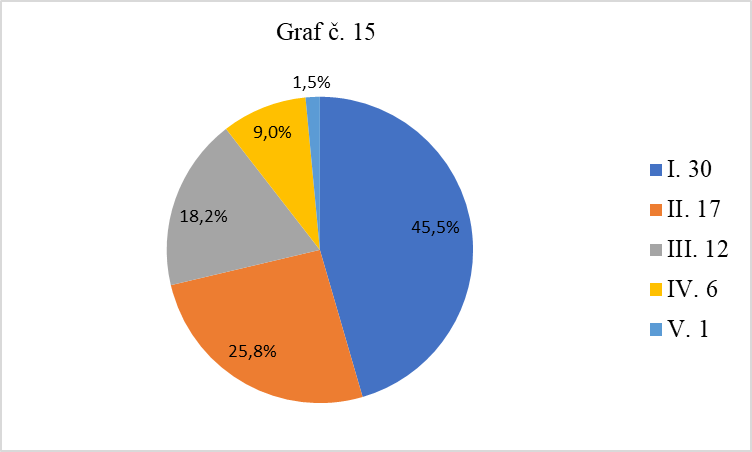 Graf č. 15
1,5%
9,0%
18,2%
45,5%
25,8%
I. 30
II. 17
III. 12
IV. 6
V. 1